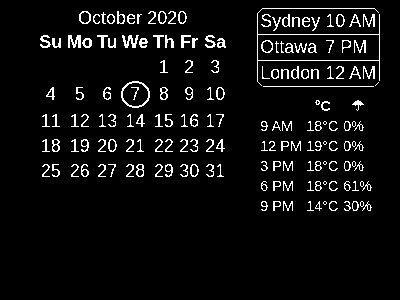 October 2020
Su Mo Tu We Th Fr Sa
1 2 3
4 5 6 7 8 9 10
11 12 13 14 15 16 17
18 19 20 21 22 23 24
25 26 27 28 29 30 31
Sydney 10 AM
Ottawa 7 PM
London 12 AM
°C ☂
9 AM 18°C 0%
12 PM 19°C 0%
3 PM 18°C 0%
6 PM 18°C 61%
9 PM 14°C 30%